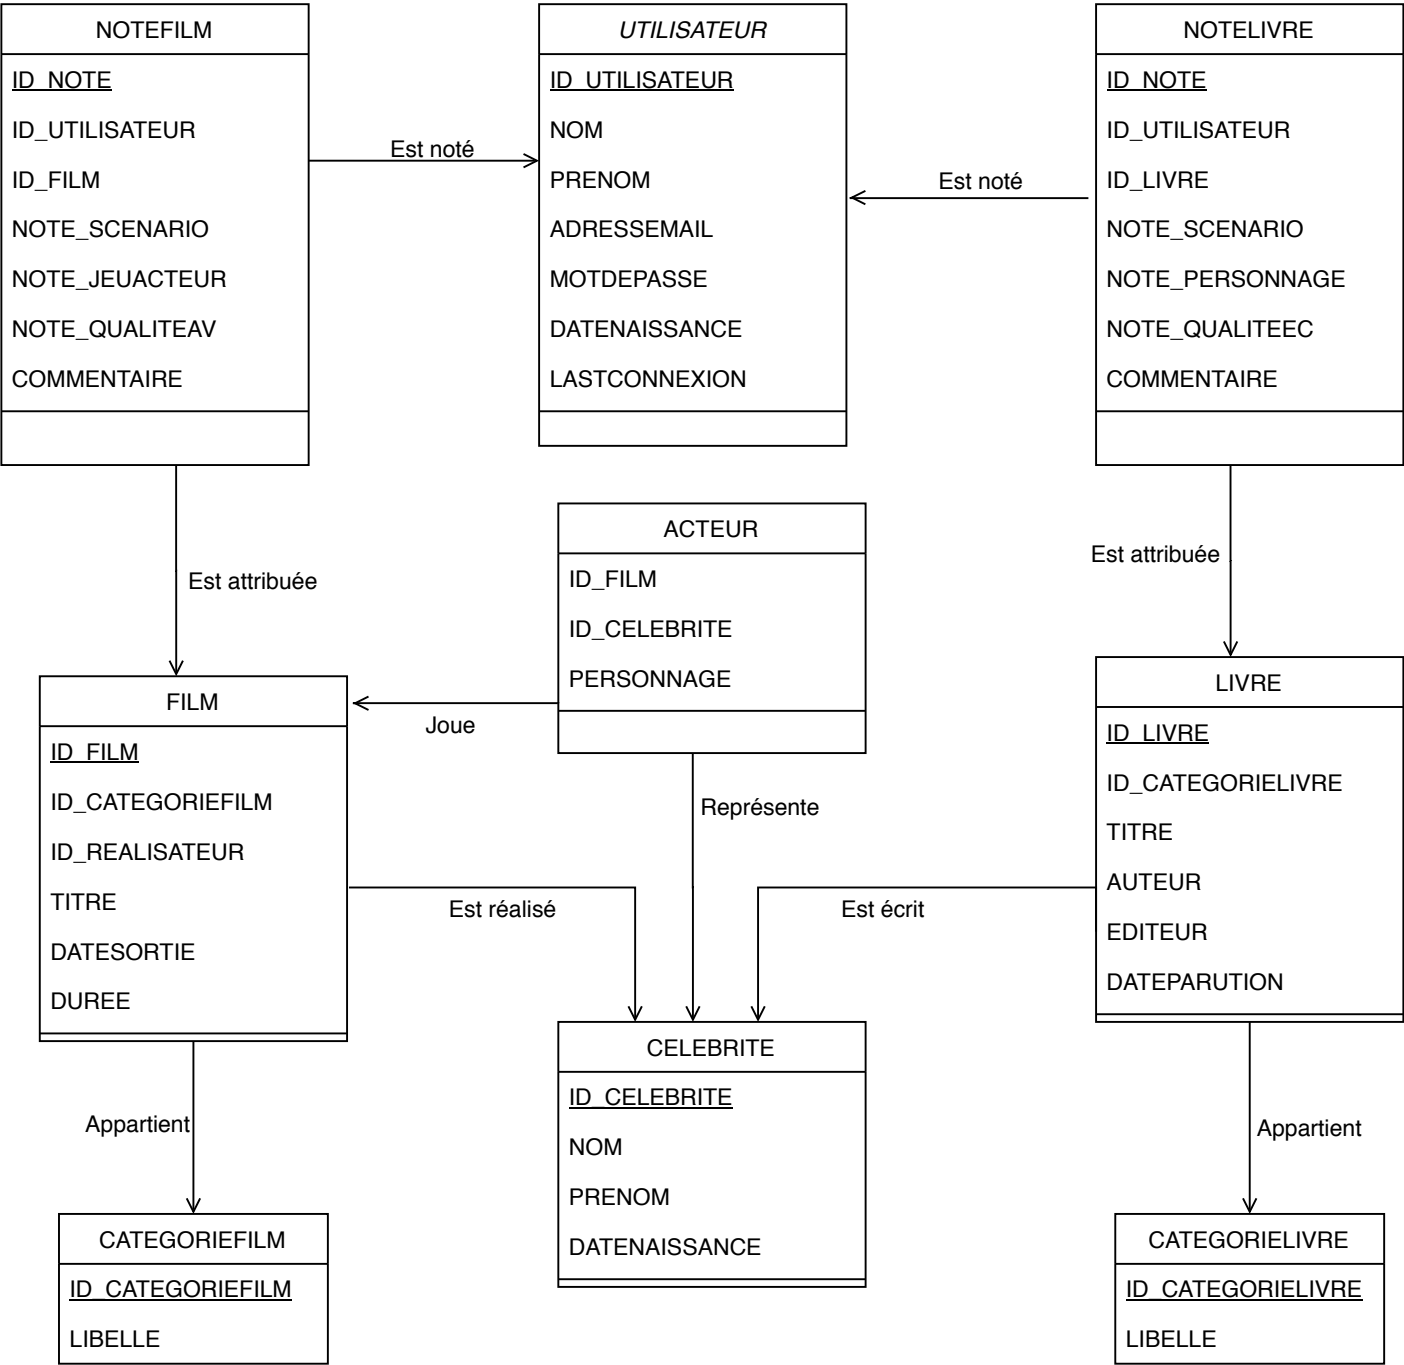 NOTEFILM
ID_NOTE
ID_UTILISATEUR
ID_FILM
NOTE_SCENARIO
NOTE_JEUACTEUR
NOTE_QUALITEAV
COMMENTAIRE
Est noté
UTILISATEUR
ID_UTILISATEUR
NOM
PRENOM
ADRESSEMAIL
MOTDEPASSE
DATENAISSANCE
LASTCONNEXION
Est noté
NOTELIVRE
ID_NOTE
ID_UTILISATEUR
ID_LIVRE
NOTE_SCENARIO
NOTE_PERSONNAGE
NOTE_QUALITEEC
COMMENTAIRE
Est attribuée
ACTEUR
ID_FILM
ID_CELEBRITE
PERSONNAGE
Est attribuée
FILM
ID_FILM
ID_CATEGORIEFILM
ID_REALISATEUR
TITRE
DATESORTIE
DUREE
Joue
Représente
LIVRE
ID_LIVRE
ID_CATEGORIELIVRE
TITRE
AUTEUR
EDITEUR
DATEPARUTION
Est réalisé
Est écrit
CELEBRITE
ID_CELEBRITE
NOM
PRENOM
DATENAISSANCE
Appartient
Appartient
CATEGORIEFILM
ID_CATEGORIEFILM
LIBELLE
CATEGORIELIVRE
ID_CATEGORIELIVRE
LIBELLE